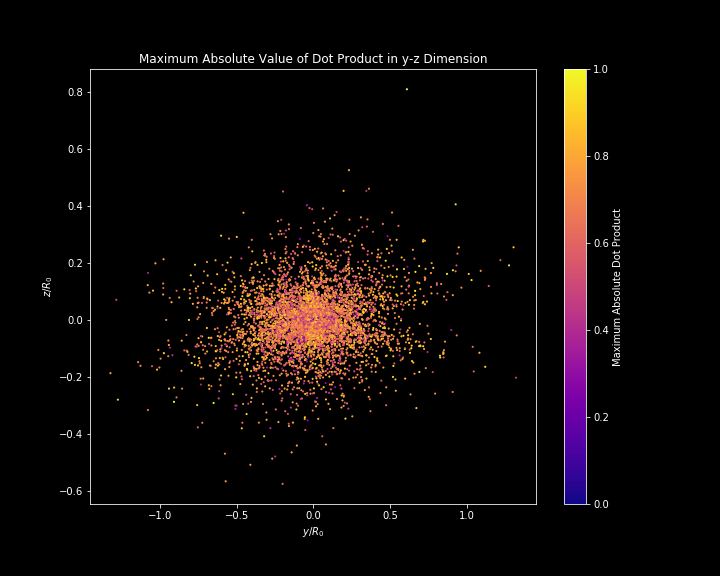 Maximum Absolute Value of Dot Product in y-z Dimension
0.8
0.6
0.4
0.2
0.0
−0.2
−0.4
−0.6
z/R₀
−1.0 −0.5 0.0 0.5 1.0
y/R₀
1.0
0.8
0.6
0.4
0.2
0.0
Maximum Absolute Dot Product